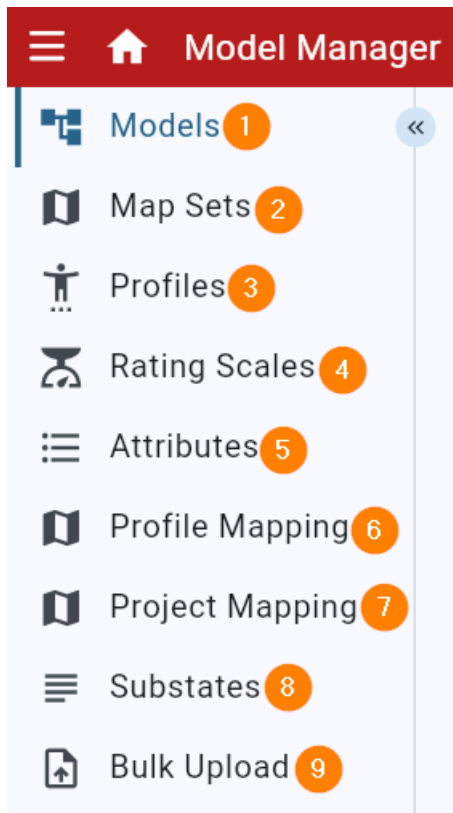 Model Manager
Models 1
Map Sets 2
Profiles 3
Rating Scales 4
Attributes 5
Profile Mapping 6
Project Mapping 7
Substates 8
Bulk Upload 9